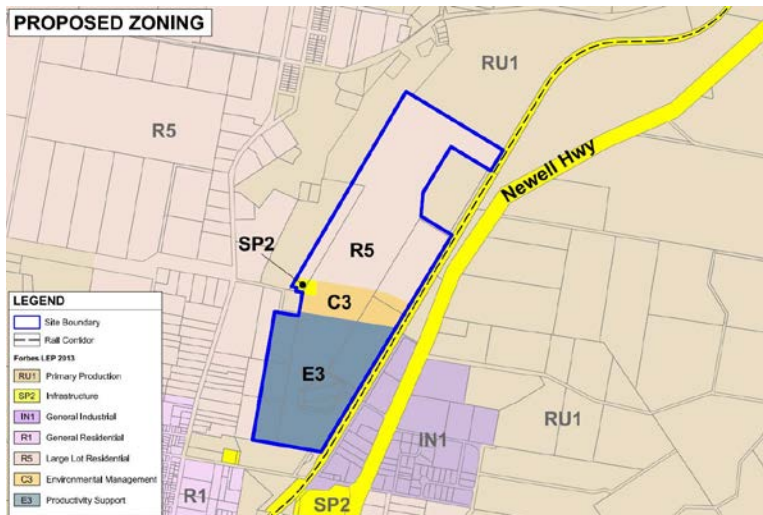 PROPOSED ZONING
RU1
R5
Newell Hwy
SP2
R5
C3
E3
IN1
RU1
R1
SP2
LEGEND
Site Boundary
Rail Corridor
Forbes LEP 2013
RU1 Primary Production
SP2 Infrastructure
IN1 General Industrial
R1 General Residential
R5 Large Lot Residential
C3 Environmental Management
E3 Productivity Support